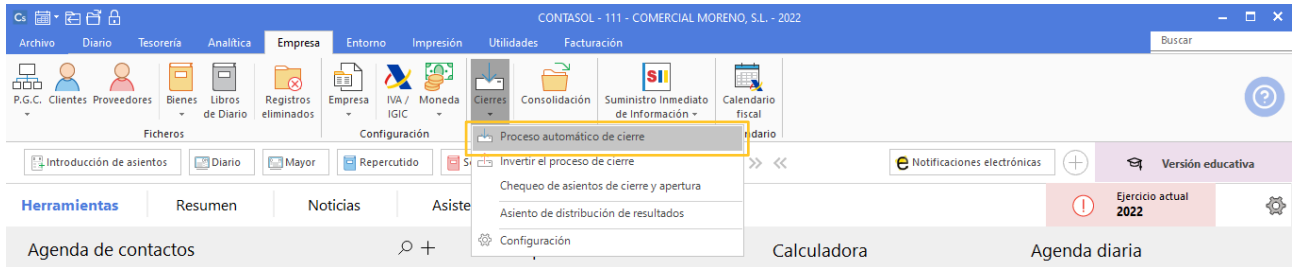 Cs
CONTASOL - 111 - COMERCIAL MORENO, S.L. - 2022
Archivo Diario Tesorería Analítica Empresa Entorno Impresión Utilidades Facturación Buscar
P.G.C. Clientes Proveedores Bienes Libros de Diario Registros eliminados Empresa IVA / IGIC Moneda Cierres Consolidación SII Suministro Inmediato de Información Calendario fiscal
Ficheros Configuración ndario
Proceso automático de cierre
Introducción de asientos Diario Mayor Repercutido S Invertir el proceso de cierre e Notificaciones electrónicas Versión educativa
Chequeo de asientos de cierre y apertura
Herramientas Resumen Noticias Asiste Asiento de distribución de resultados Ejercicio actual
2022
Configuración
Agenda de contactos Calculadora Agenda diaria